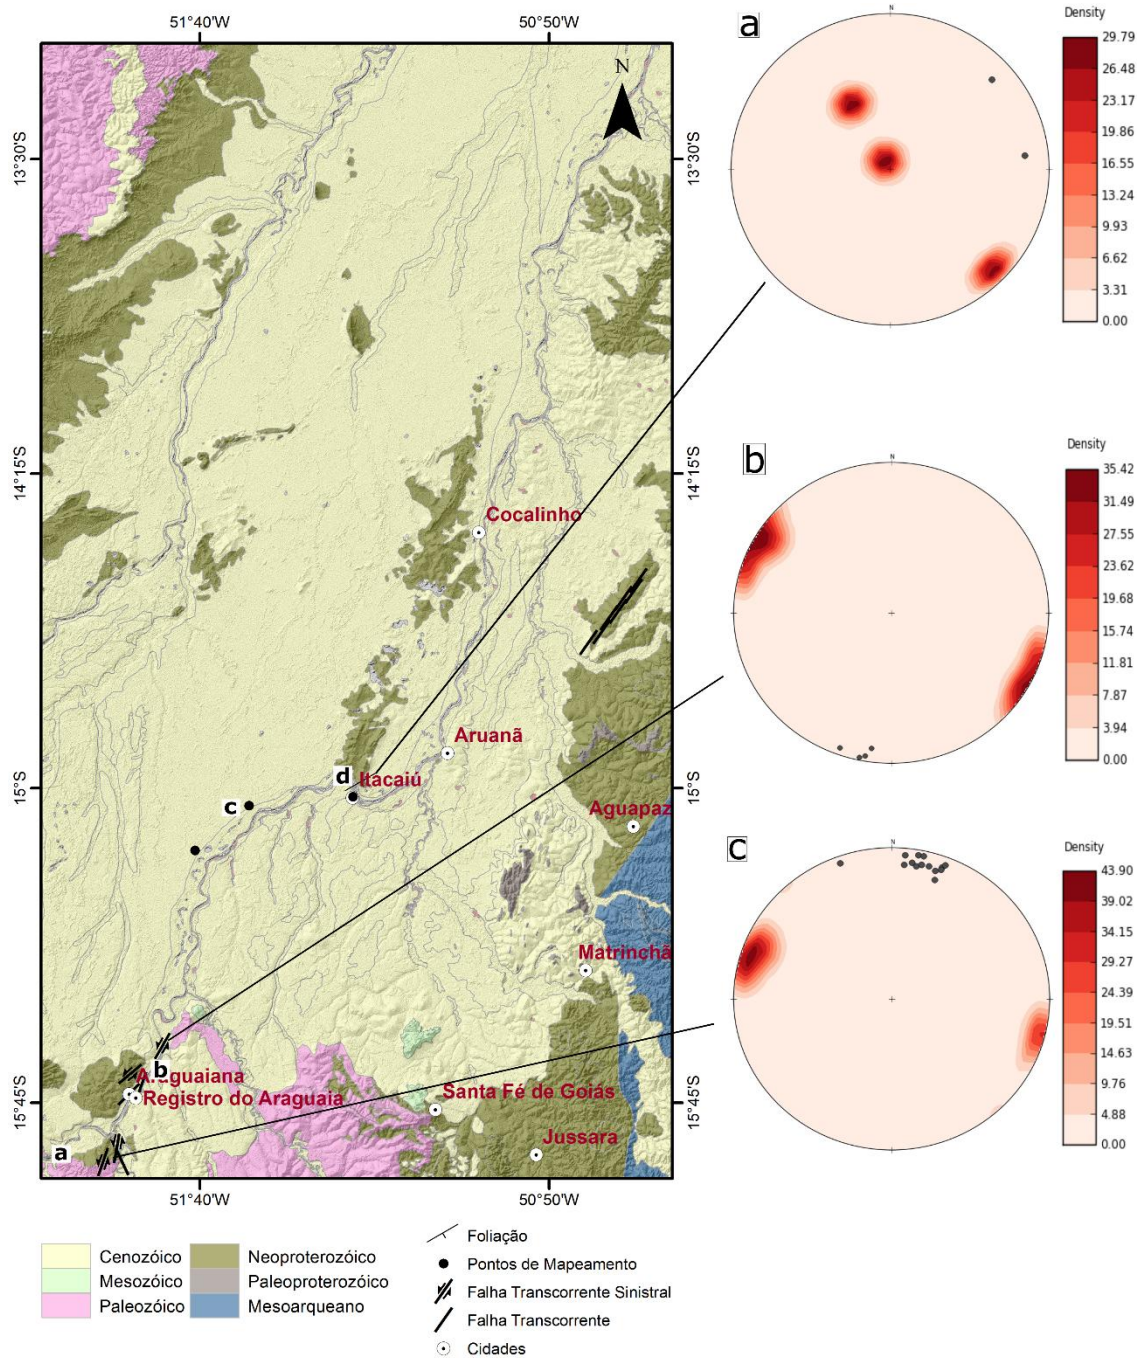 51°40'W
50°50'W
N
13°30'S
13°30'S
14°15'S
14°15'S
15°S
15°S
15°45'S
15°45'S
Cocalinho
Aruanã
d
Itacaiú
c
Aguapaz
Matrinchã
b
Araguaiana
Registro do Araguaia
Santa Fé de Goiás
a
Jussara
51°40'W
50°50'W
a
N
Density
29.79
26.48
23.17
19.86
16.55
13.24
9.93
6.62
3.31
0.00
b
N
Density
35.42
31.49
27.55
23.61
19.68
15.74
11.81
7.87
3.94
0.00
c
N
Density
43.90
39.02
34.15
29.27
24.39
19.51
14.63
9.76
4.88
0.00
Cenozóico
Mesozóico
Paleozóico
Neoproterozóico
Paleoproterozóico
Mesoarqueano
Foliação
Pontos de Mapeamento
Falha Transcorrente Sinistral
Falha Transcorrente
Cidades